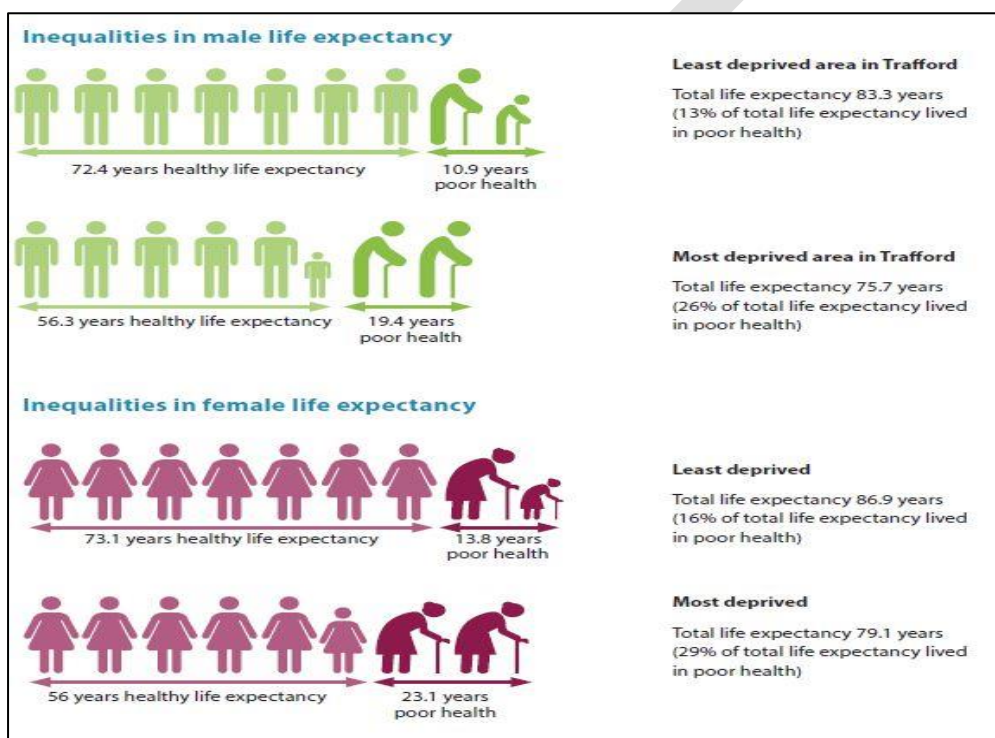 Inequalities in male life expectancy
72.4 years healthy life expectancy
10.9 years
poor health
Least deprived area in Trafford
Total life expectancy 83.3 years
(13% of total life expectancy lived
in poor health)
56.3 years healthy life expectancy
19.4 years
poor health
Most deprived area in Trafford
Total life expectancy 75.7 years
(26% of total life expectancy lived
in poor health)
Inequalities in female life expectancy
73.1 years healthy life expectancy
13.8 years
poor health
Least deprived
Total life expectancy 86.9 years
(16% of total life expectancy lived
in poor health)
56 years healthy life expectancy
23.1 years
poor health
Most deprived
Total life expectancy 79.1 years
(29% of total life expectancy lived
in poor health)